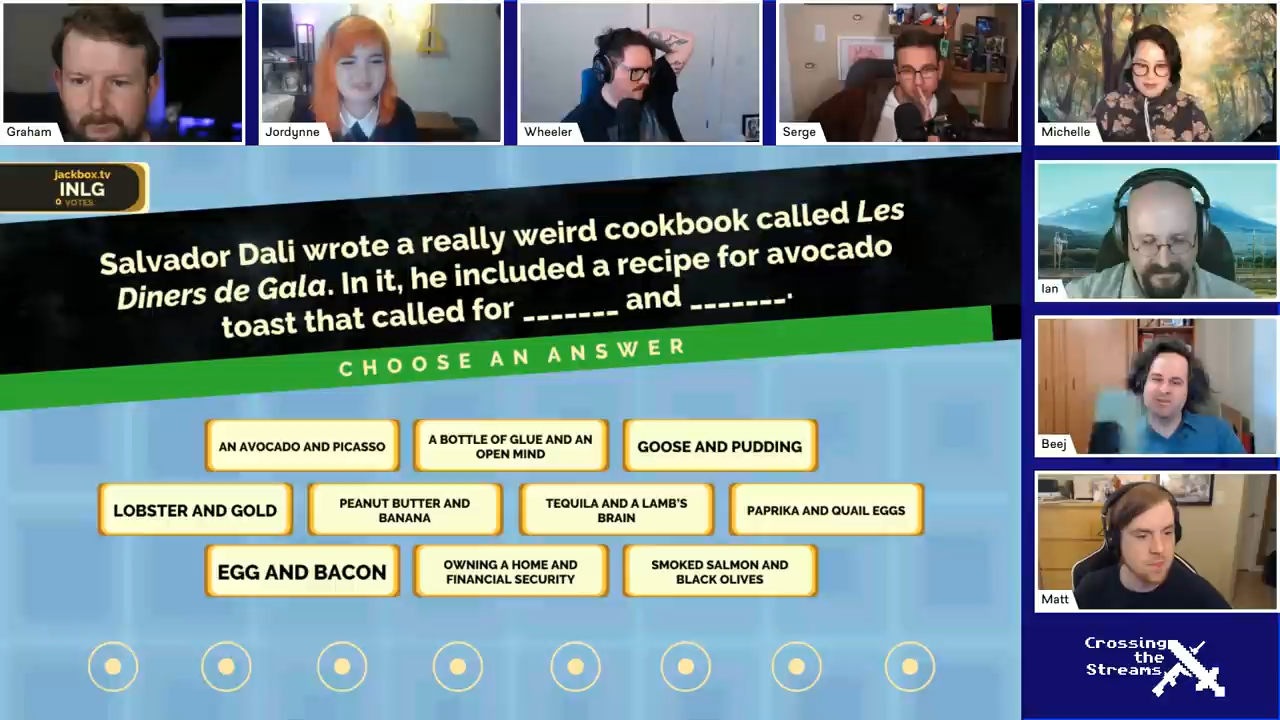 Graham
Jordynne
Wheeler
Serge
Michelle
jackbox.tv
INLG
0 VOTES
Salvador Dali wrote a really weird cookbook called Les
Diners de Gala. In it, he included a recipe for avocado
toast that called for _______ and _______.
CHOOSE AN ANSWER
AN AVOCADO AND PICASSO
A BOTTLE OF GLUE AND AN
OPEN MIND
GOOSE AND PUDDING
LOBSTER AND GOLD
PEANUT BUTTER AND
BANANA
TEQUILA AND A LAMB'S
BRAIN
PAPRIKA AND QUAIL EGGS
EGG AND BACON
OWNING A HOME AND
FINANCIAL SECURITY
SMOKED SALMON AND
BLACK OLIVES
Ian
Beej
Matt
Crossing
the
Streams